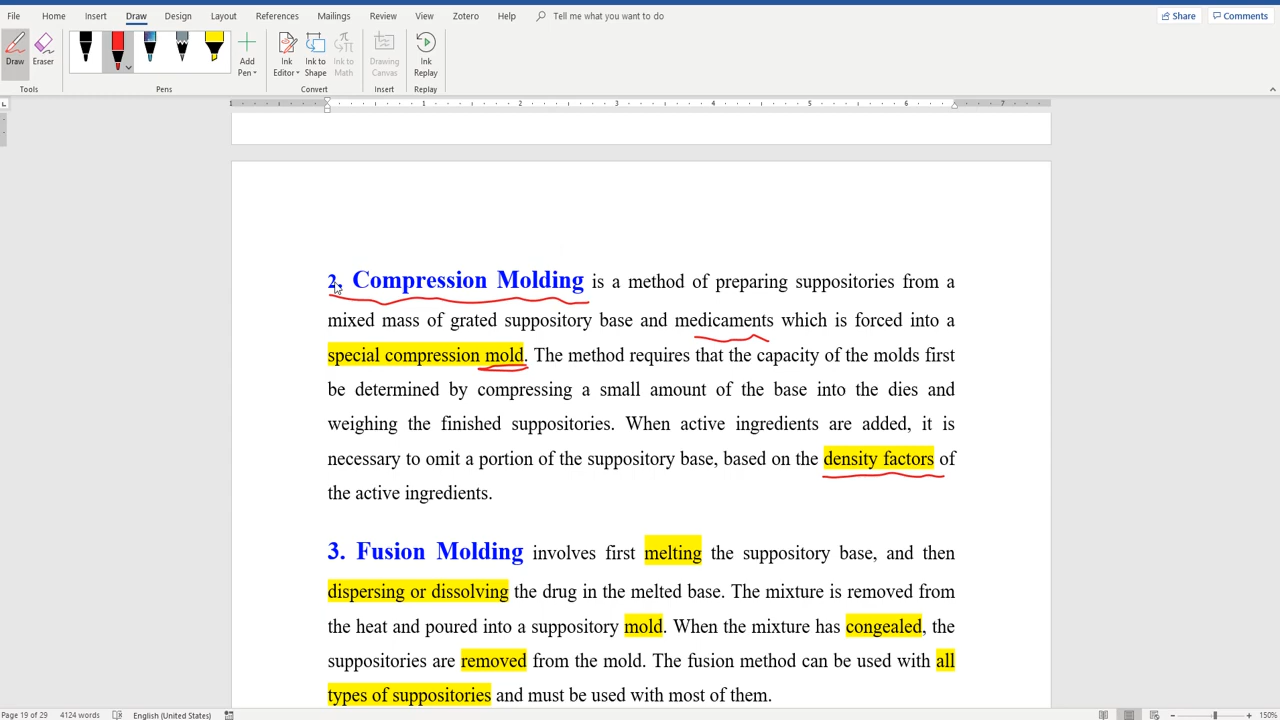 File Home Insert Draw Design Layout References Mailings Review View Zotero Help Tell me what you want to do Share Comments
Draw Eraser Add Pen Ink Editor Ink to Shape Ink to Math Drawing Canvas Ink Replay
Tools Pens Convert Insert Replay
1 1 2 3 4 5 6 7
2. Compression Molding is a method of preparing suppositories from a
mixed mass of grated suppository base and medicaments which is forced into a
special compression mold. The method requires that the capacity of the molds first
be determined by compressing a small amount of the base into the dies and
weighing the finished suppositories. When active ingredients are added, it is
necessary to omit a portion of the suppository base, based on the density factors of
the active ingredients.
3. Fusion Molding involves first melting the suppository base, and then
dispersing or dissolving the drug in the melted base. The mixture is removed from
the heat and poured into a suppository mold. When the mixture has congealed, the
suppositories are removed from the mold. The fusion method can be used with all
types of suppositories and must be used with most of them.
Page 19 of 29 4124 words English (United States) 150%